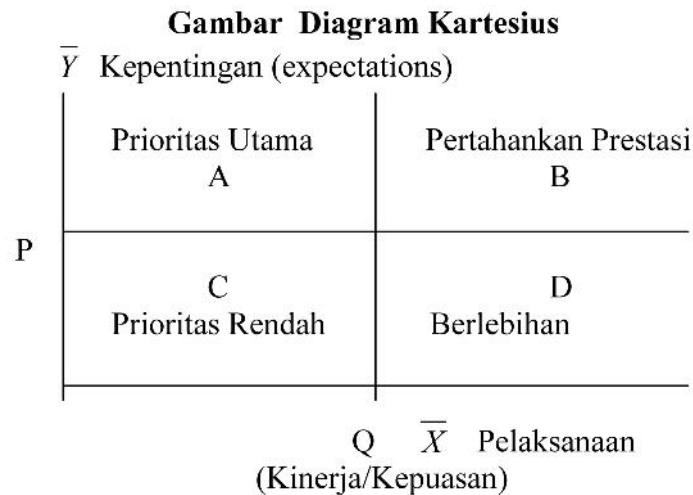 Gambar Diagram Kartesius
Y̅ Kepentingan (expectations)
Prioritas Utama
A
Pertahankan Prestasi
B
P
C
Prioritas Rendah
D
Berlebihan
Q X̅ Pelaksanaan
(Kinerja/Kepuasan)